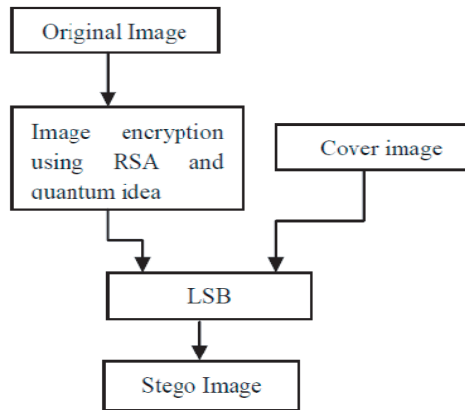 Original Image
Image encryption
using RSA and
quantum idea
Cover image
LSB
Stego Image